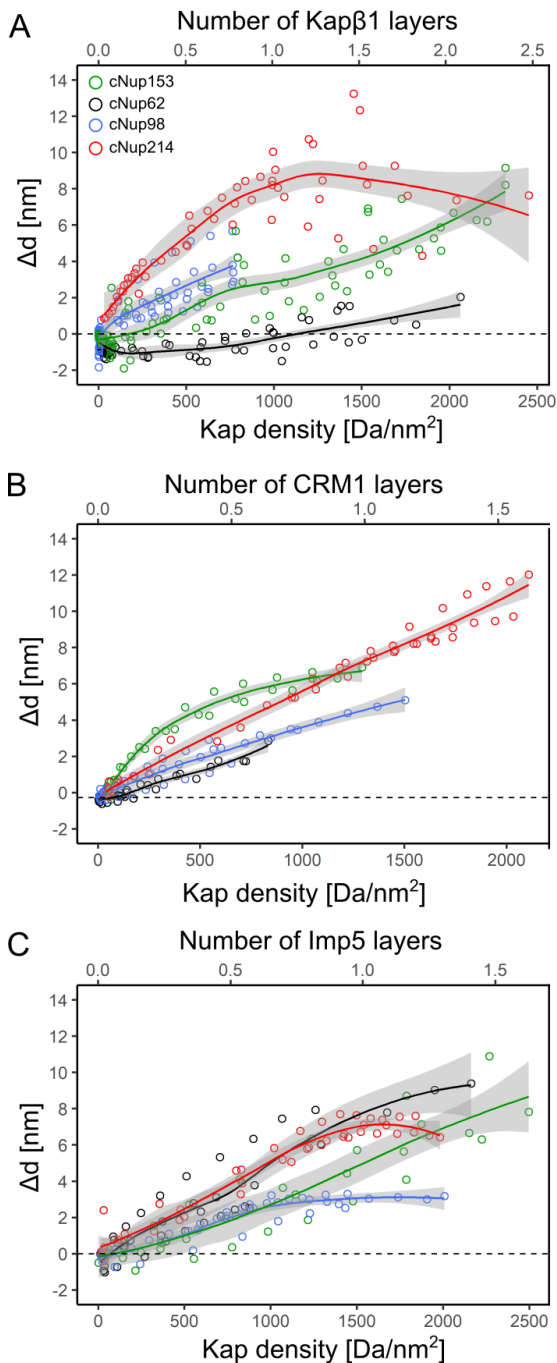 A
Number of Kapβ1 layers
0.0 0.5 1.0 1.5 2.0 2.5
cNup153
cNup62
cNup98
cNup214
14
12
10
8
6
4
2
0
-2
Δd [nm]
0 500 1000 1500 2000 2500
Kap density [Da/nm²]
B
Number of CRM1 layers
0.0 0.5 1.0 1.5
14
12
10
8
6
4
2
0
-2
Δd [nm]
0 500 1000 1500 2000
Kap density [Da/nm²]
C
Number of Imp5 layers
0.0 0.5 1.0 1.5
14
12
10
8
6
4
2
0
-2
Δd [nm]
0 500 1000 1500 2000 2500
Kap density [Da/nm²]